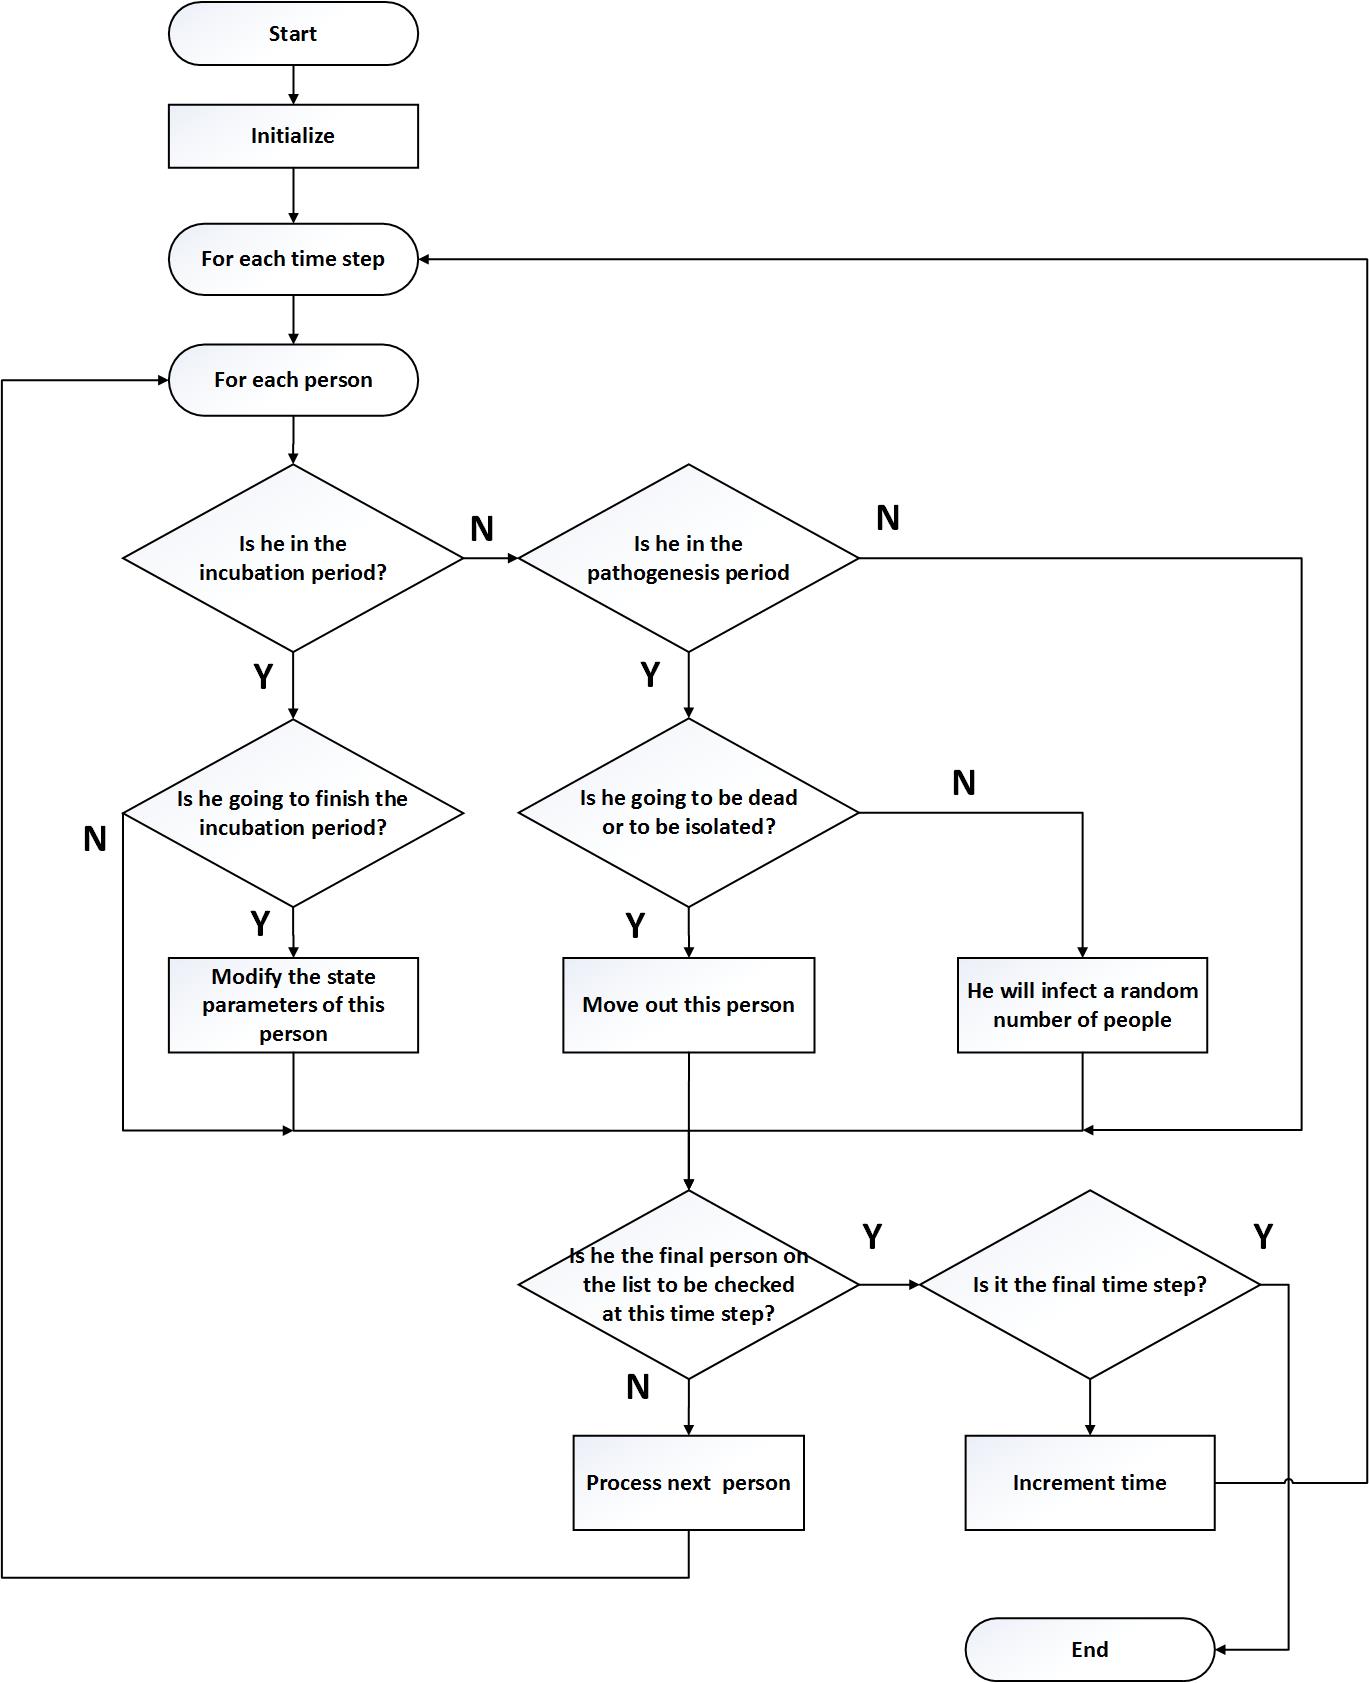 Start
Initialize
For each time step
For each person
Is he in the
incubation period?
N
Is he in the
pathogenesis period
N
Y
Y
Is he going to finish the
incubation period?
N
Is he going to be dead
or to be isolated?
N
Y
Y
Modify the state
parameters of this
person
Move out this person
He will infect a random
number of people
Is he the final person on
the list to be checked
at this time step?
Y
Is it the final time step?
Y
N
Process next person
Increment time
End